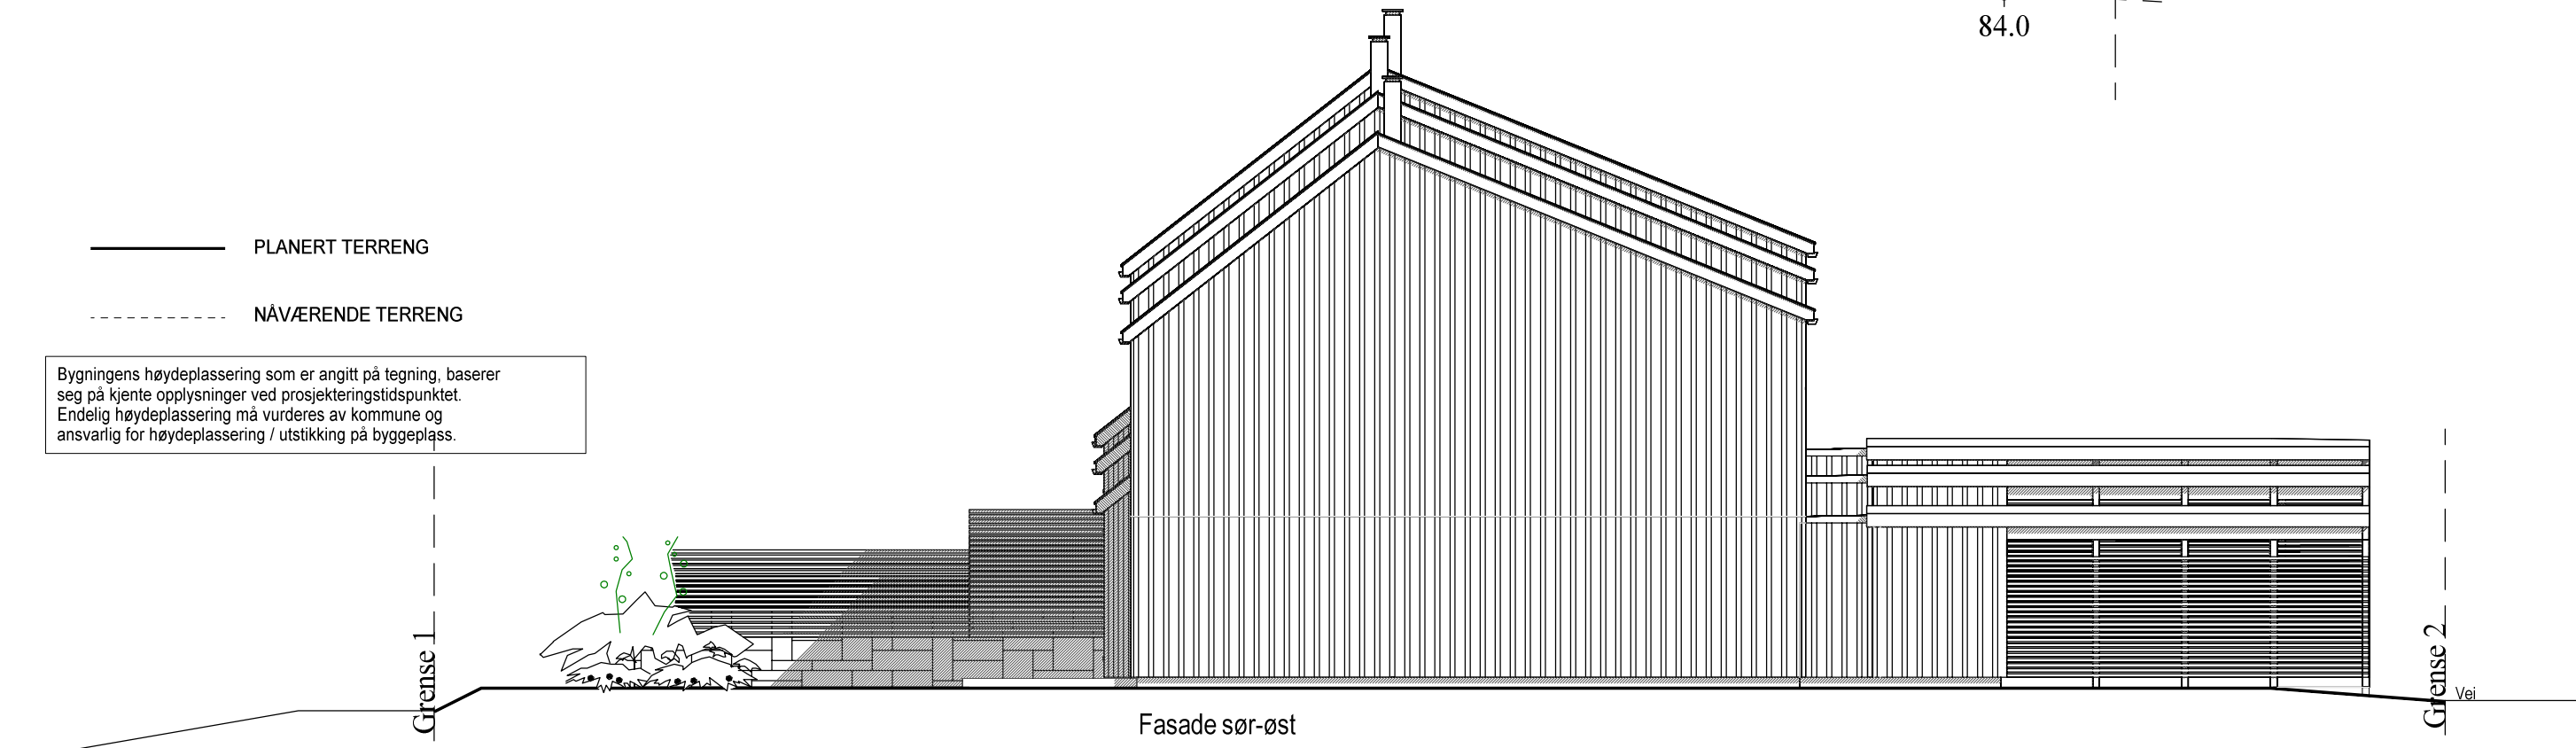 84.0
PLANERT TERRENG
NÅVÆRENDE TERRENG
Bygningens høydeplassering som er angitt på tegning, baserer
seg på kjente opplysninger ved prosjekteringstidspunktet.
Endelig høydeplassering må vurderes av kommune og
ansvarlig for høydeplassering / utstikking på byggeplass.
Grense 1
Grense 2
Vei
Fasade sør-øst